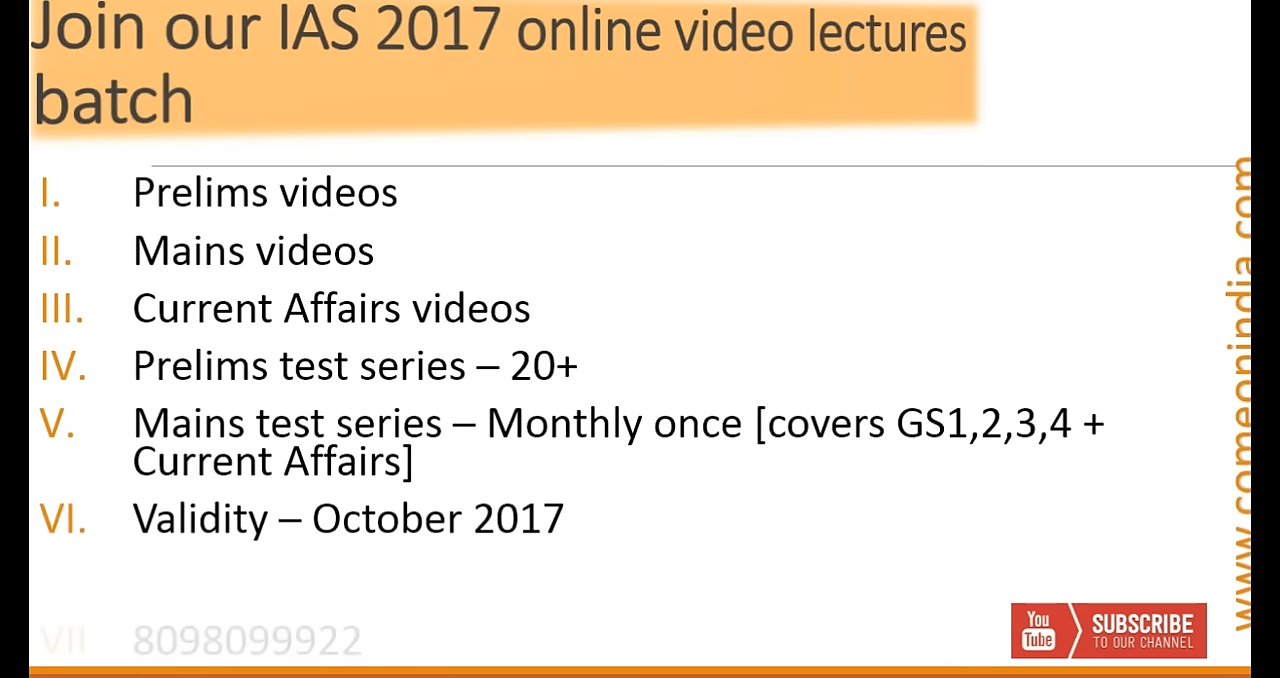 Join our IAS 2017 online video lectures
batch
I. Prelims videos
II. Mains videos
III. Current Affairs videos
IV. Prelims test series – 20+
V. Mains test series – Monthly once [covers GS1,2,3,4 +
Current Affairs]
VI. Validity – October 2017
VII 8098099922
You
Tube
SUBSCRIBE
TO OUR CHANNEL
www.comeonindia.com